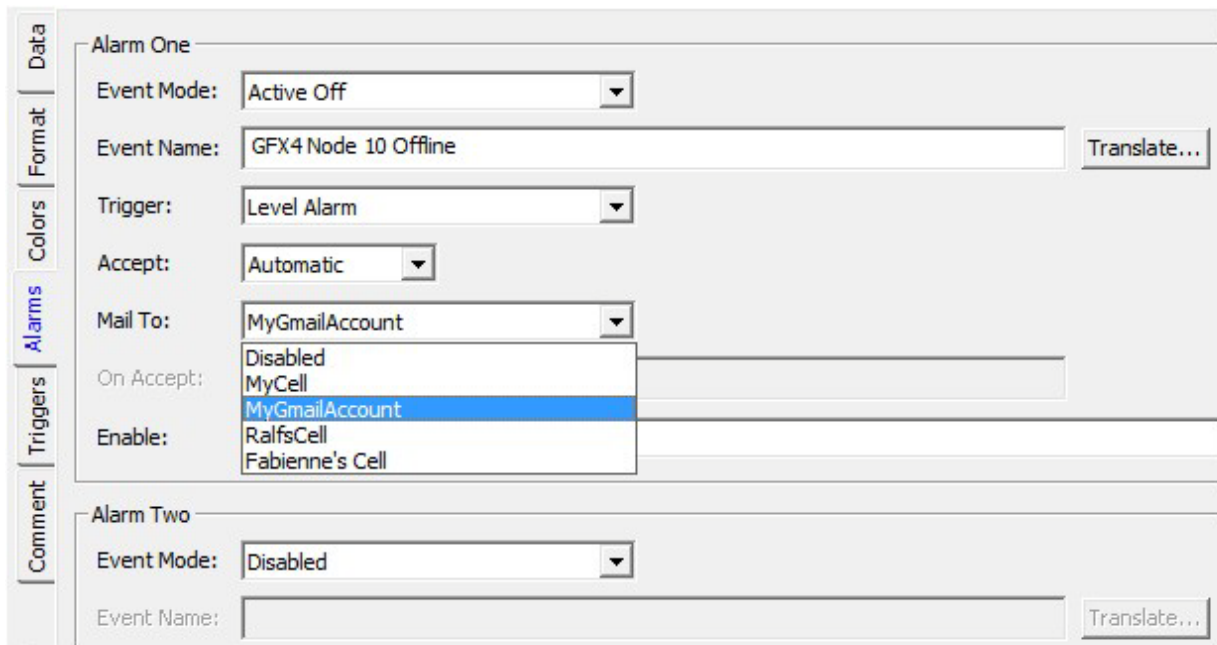 Data
Format
Colors
Alarms
Triggers
Comment
Alarm One
Event Mode: Active Off
Event Name: GFX4 Node 10 Offline Translate...
Trigger: Level Alarm
Accept: Automatic
Mail To: MyGmailAccount
Disabled
MyCell
On Accept:
MyGmailAccount
RalfsCell
Enable:
Fabienne's Cell
Alarm Two
Event Mode: Disabled
Event Name: Translate...